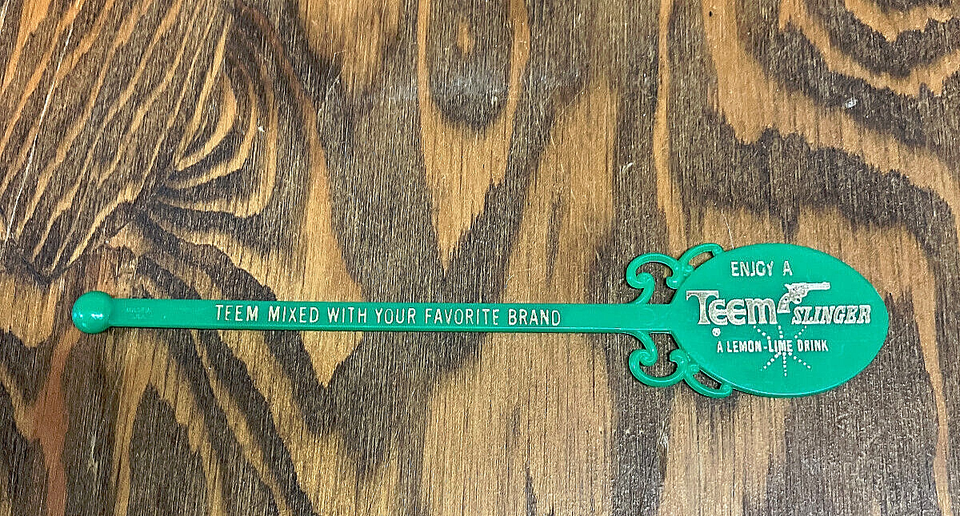 TEEM MIXED WITH YOUR FAVORITE BRAND
ENJOY A
Teem SLINGER
®
A LEMON-LIME DRINK